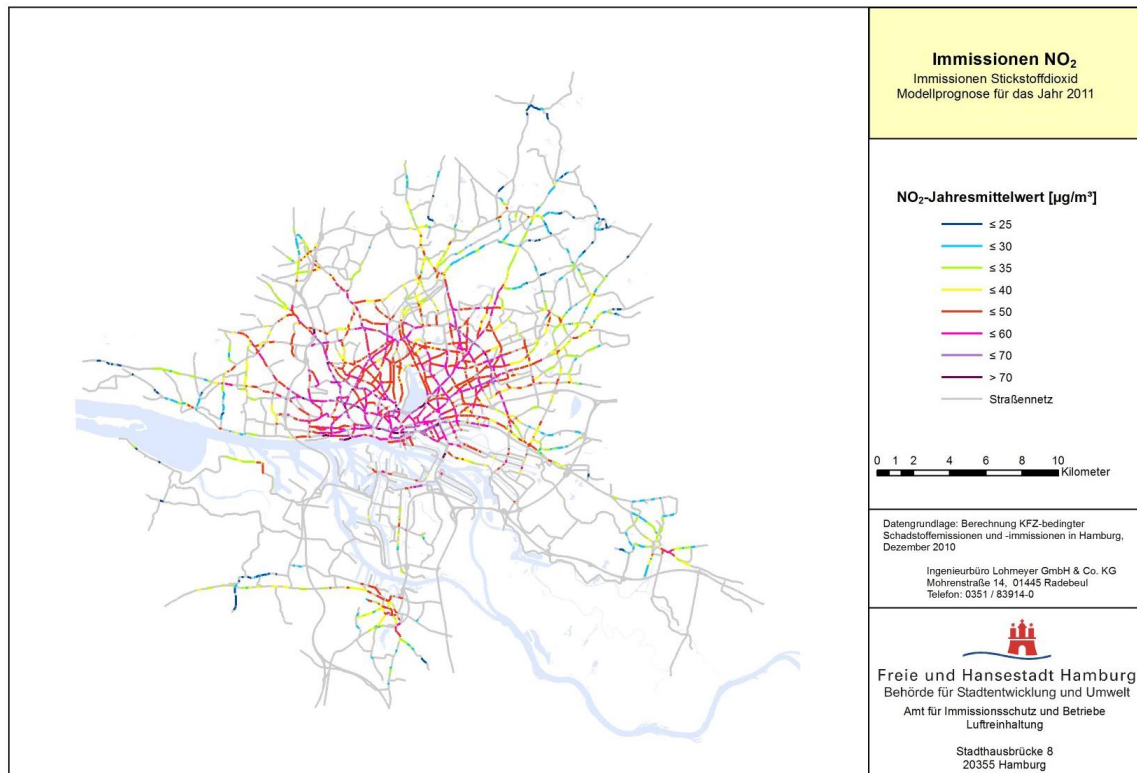 Immissionen NO₂
Immissionen Stickstoffdioxid
Modellprognose für das Jahr 2011
NO₂-Jahresmittelwert [µg/m³]
≤ 25
≤ 30
≤ 35
≤ 40
≤ 50
≤ 60
≤ 70
> 70
Straßennetz
0 1 2 4 6 8 10
Kilometer
Datengrundlage: Berechnung KFZ-bedingter
Schadstoffemissionen und -immissionen in Hamburg,
Dezember 2010
Ingenieurbüro Lohmeyer GmbH & Co. KG
Mohrenstraße 14, 01445 Radebeul
Telefon: 0351 / 83914-0
Freie und Hansestadt Hamburg
Behörde für Stadtentwicklung und Umwelt
Amt für Immissionsschutz und Betriebe
Luftreinhaltung
Stadthausbrücke 8
20355 Hamburg